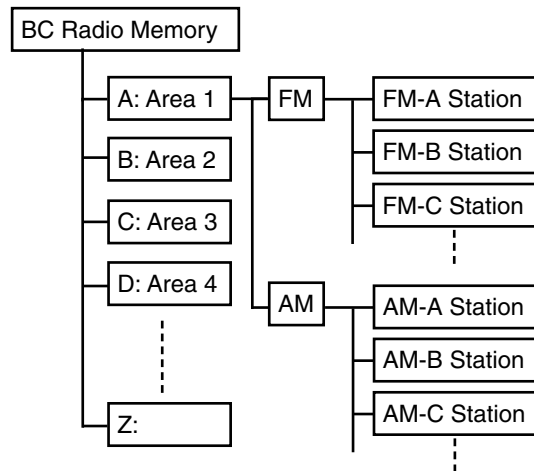 BC Radio Memory
A: Area 1
FM
FM-A Station
B: Area 2
FM-B Station
C: Area 3
FM-C Station
D: Area 4
AM
AM-A Station
AM-B Station
Z:
AM-C Station